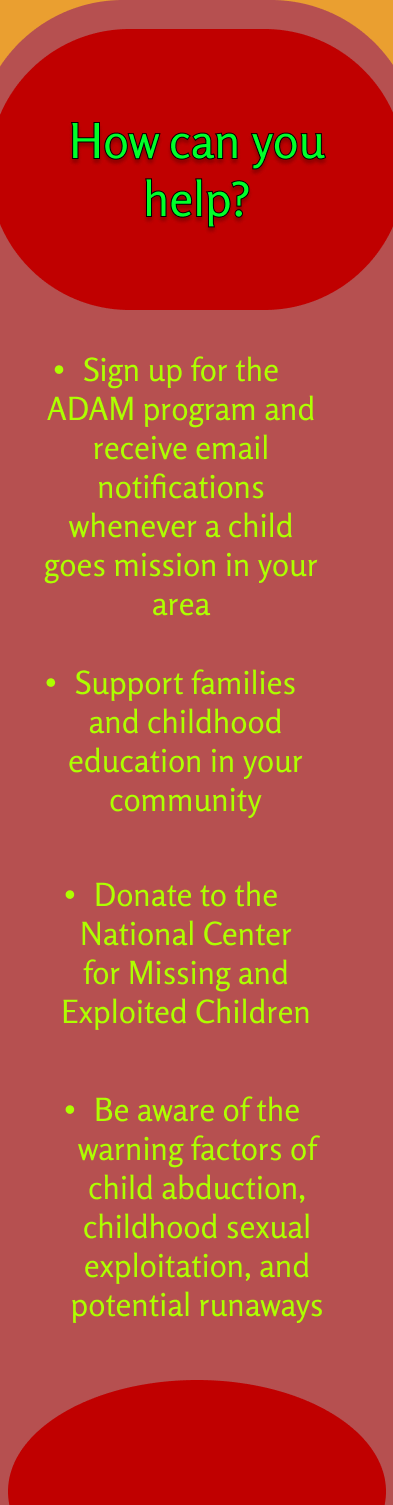 How can you
help?
• Sign up for the
ADAM program and
receive email
notifications
whenever a child
goes mission in your
area
• Support families
and childhood
education in your
community
• Donate to the
National Center
for Missing and
Exploited Children
• Be aware of the
warning factors of
child abduction,
childhood sexual
exploitation, and
potential runaways